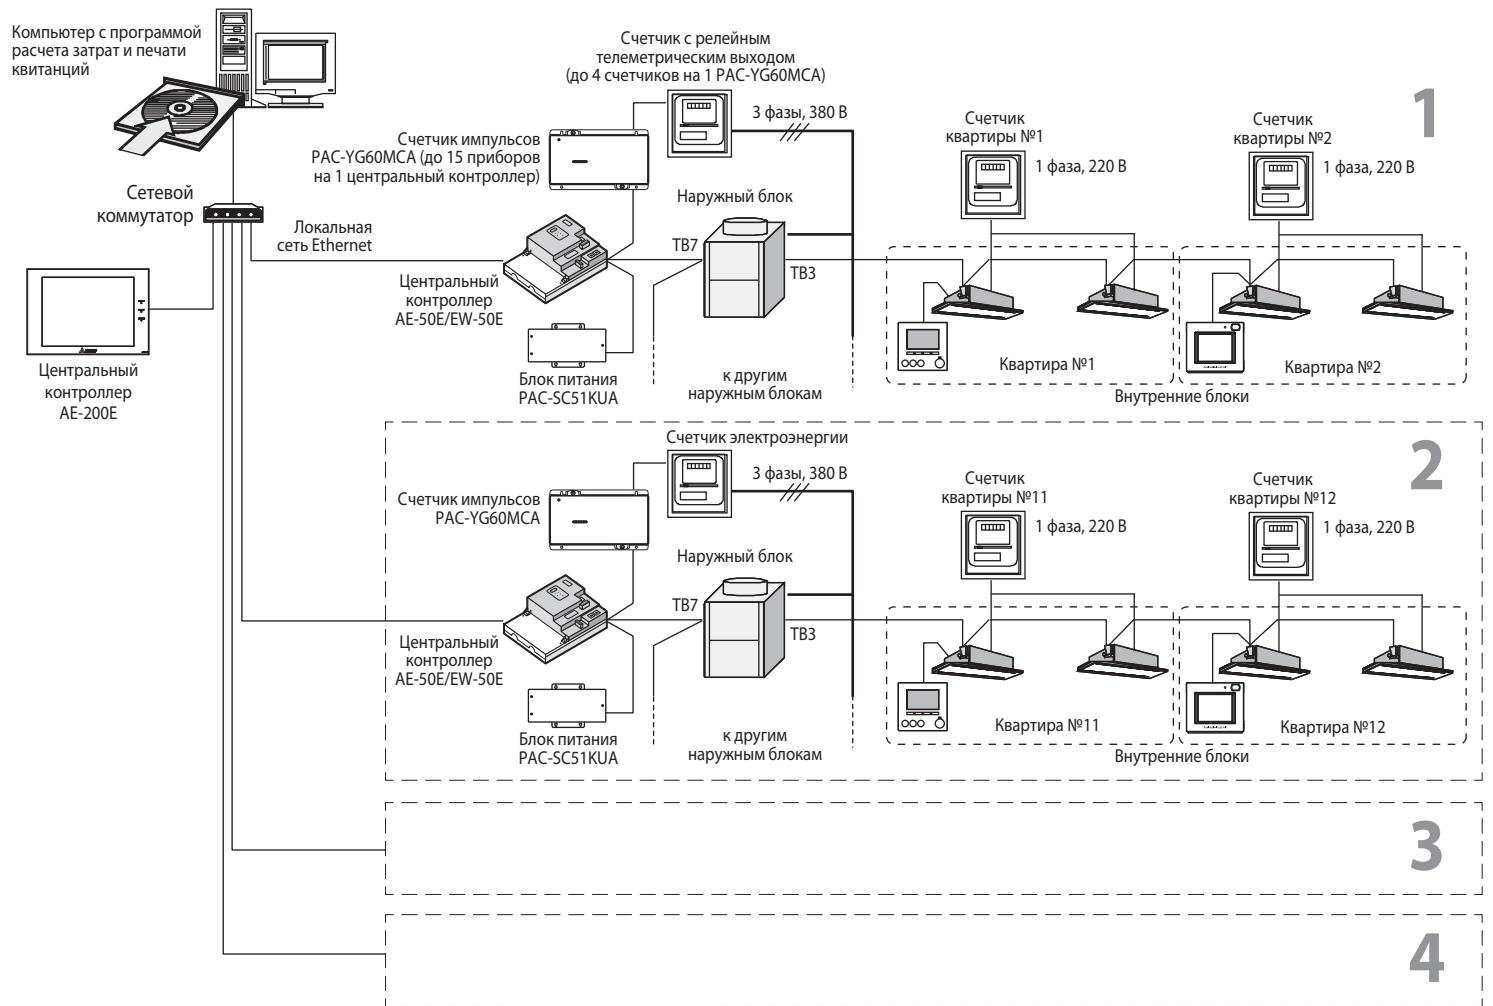 Компьютер с программой
расчета затрат и печати
квитанций
Счетчик с релейным
телеметрическим выходом
(до 4 счетчиков на 1 PAC-YG60MCA)
3 фазы, 380 В
1
Счетчик импульсов
PAC-YG60MCA (до 15 приборов
на 1 центральный контроллер)
Счетчик
квартиры №1
1 фаза, 220 В
Счетчик
квартиры №2
1 фаза, 220 В
Сетевой
коммутатор
Локальная
сеть Ethernet
Наружный блок
TB7
TB3
Центральный
контроллер
AE-50E/EW-50E
Блок питания
PAC-SC51KUA
к другим
наружным блокам
Квартира №1
Квартира №2
Внутренние блоки
Центральный
контроллер
AE-200E
2
Счетчик электроэнергии
3 фазы, 380 В
Счетчик импульсов
PAC-YG60MCA
Счетчик
квартиры №11
1 фаза, 220 В
Счетчик
квартиры №12
1 фаза, 220 В
Наружный блок
TB7
TB3
Центральный
контроллер
AE-50E/EW-50E
Блок питания
PAC-SC51KUA
к другим
наружным блокам
Квартира №11
Квартира №12
Внутренние блоки
3
4